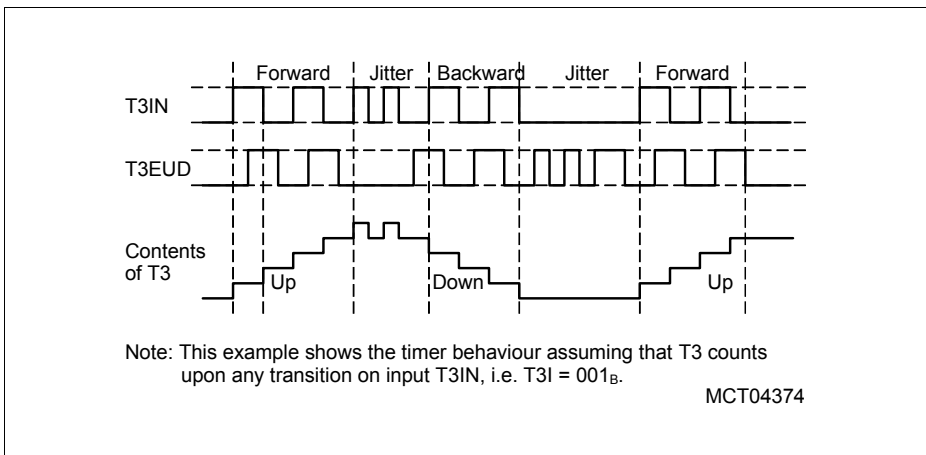 Forward Jitter Backward Jitter Forward
T3IN
T3EUD
Contents
of T3
Up Down Up
Note: This example shows the timer behaviour assuming that T3 counts
upon any transition on input T3IN, i.e. T3I = 001B.
MCT04374